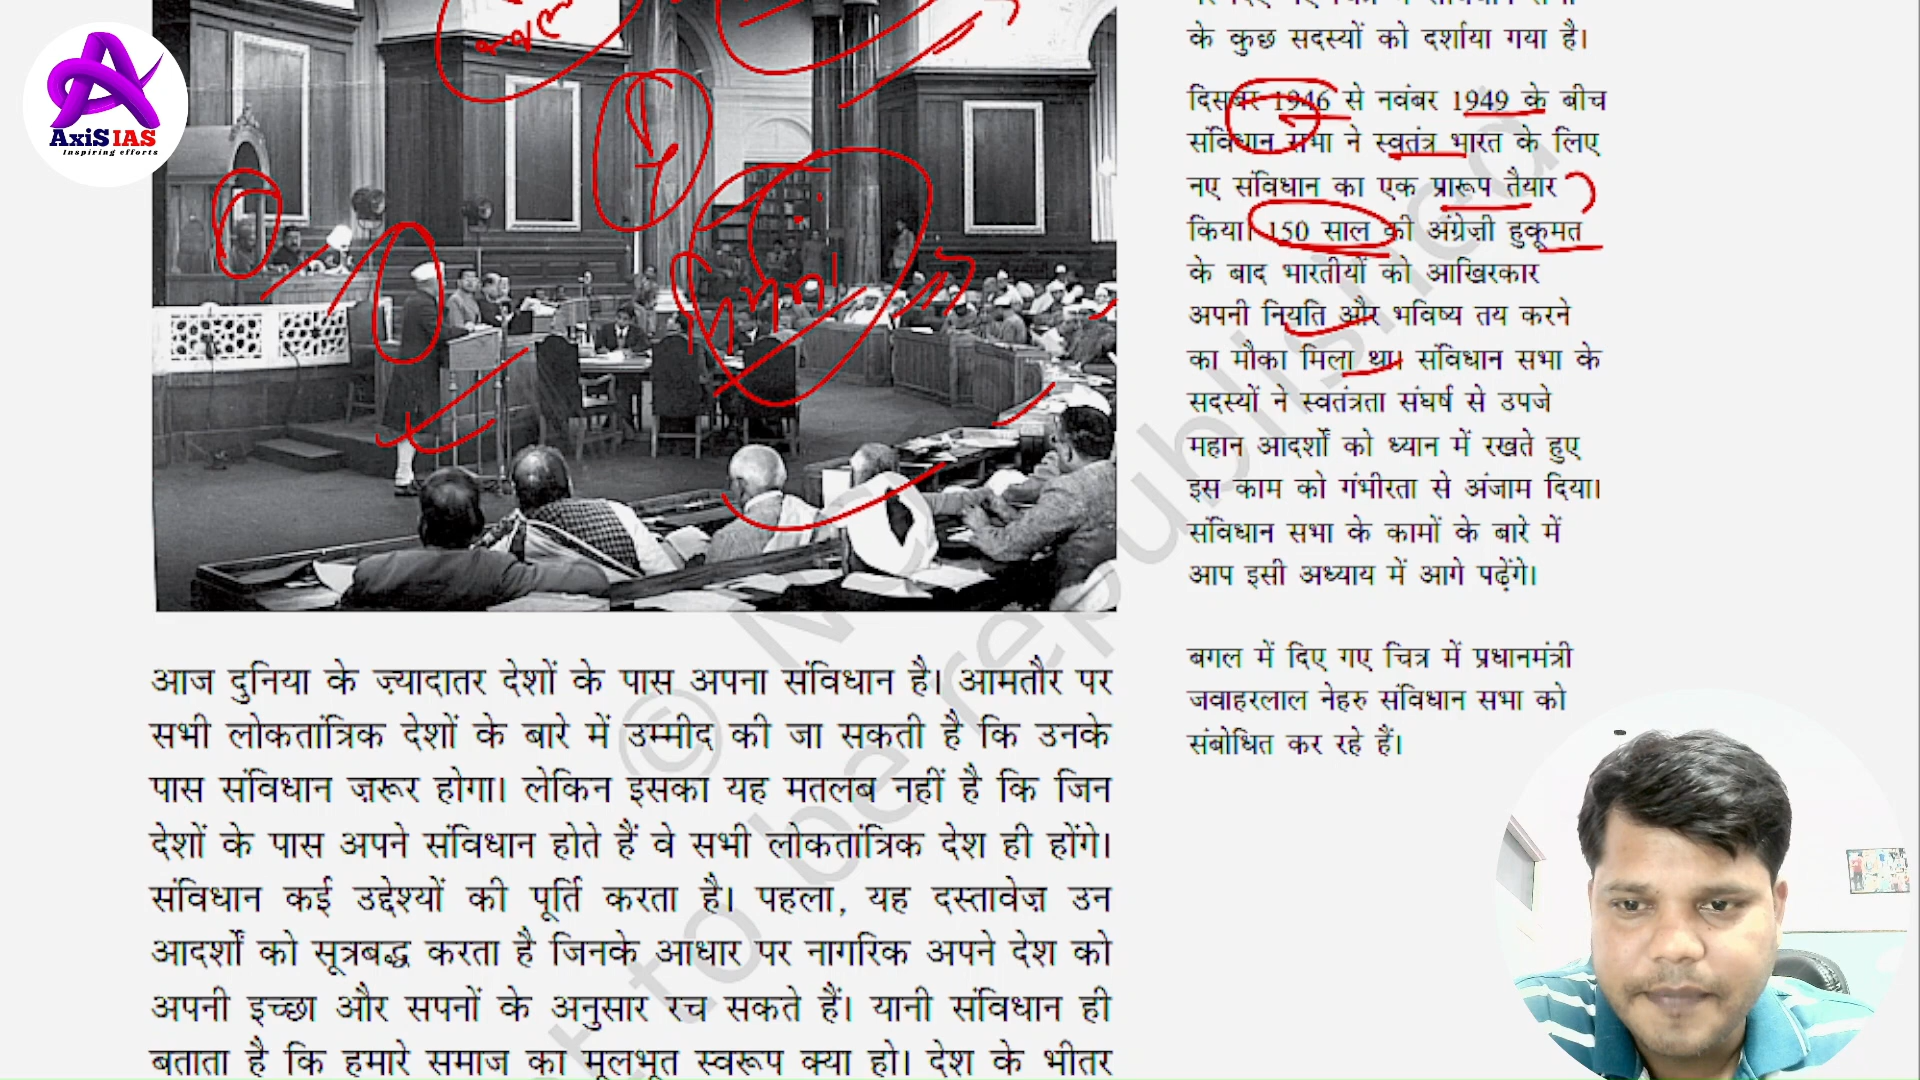 AxiS IAS
Inspiring efforts
के कुछ सदस्यों को दर्शाया गया है।
दिसंबर 1946 से नवंबर 1949 के बीच
संविधान सभा ने स्वतंत्र भारत के लिए
नए संविधान का एक प्रारूप तैयार
किया। 150 साल की अंग्रेज़ी हुकूमत
के बाद भारतीयों को आखिरकार
अपनी नियति और भविष्य तय करने
का मौका मिला था। संविधान सभा के
सदस्यों ने स्वतंत्रता संघर्ष से उपजे
महान आदर्शों को ध्यान में रखते हुए
इस काम को गंभीरता से अंजाम दिया।
संविधान सभा के कामों के बारे में
आप इसी अध्याय में आगे पढ़ेंगे।
बगल में दिए गए चित्र में प्रधानमंत्री
जवाहरलाल नेहरु संविधान सभा को
संबोधित कर रहे हैं।
आज दुनिया के ज़्यादातर देशों के पास अपना संविधान है। आमतौर पर
सभी लोकतांत्रिक देशों के बारे में उम्मीद की जा सकती है कि उनके
पास संविधान ज़रूर होगा। लेकिन इसका यह मतलब नहीं है कि जिन
देशों के पास अपने संविधान होते हैं वे सभी लोकतांत्रिक देश ही होंगे।
संविधान कई उद्देश्यों की पूर्ति करता है। पहला, यह दस्तावेज़ उन
आदर्शों को सूत्रबद्ध करता है जिनके आधार पर नागरिक अपने देश को
अपनी इच्छा और सपनों के अनुसार रच सकते हैं। यानी संविधान ही
बताता है कि हमारे समाज का मूलभूत स्वरूप क्या हो। देश के भीतर
© N
to be republished